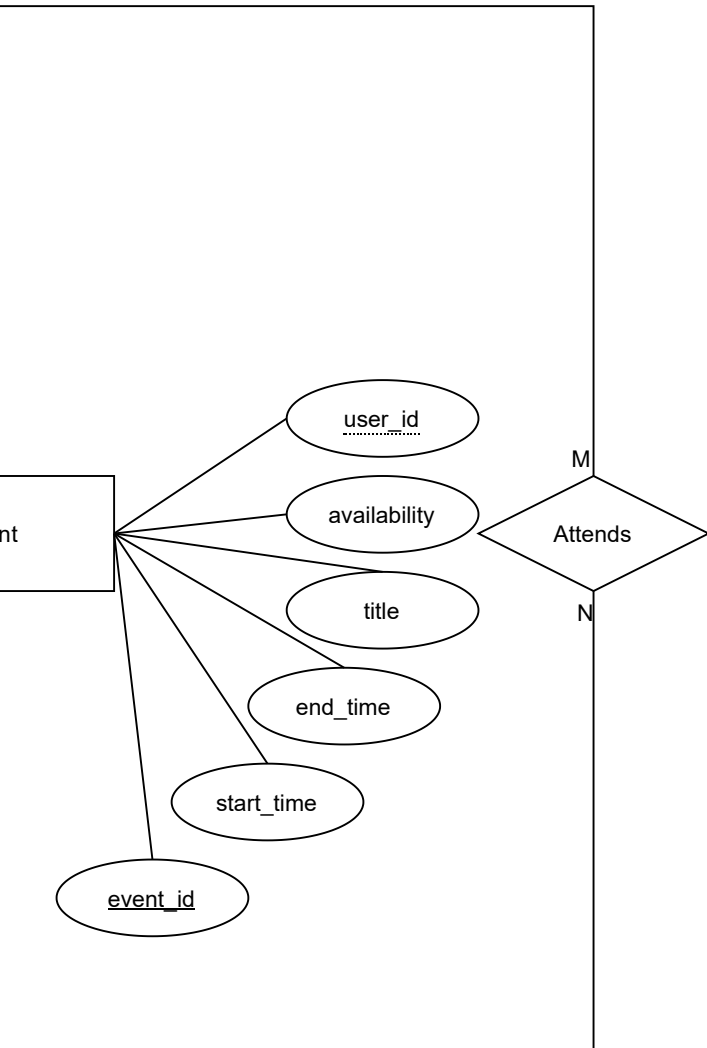 user_id
M
availability
nt
Attends
title
N
end_time
start_time
event_id